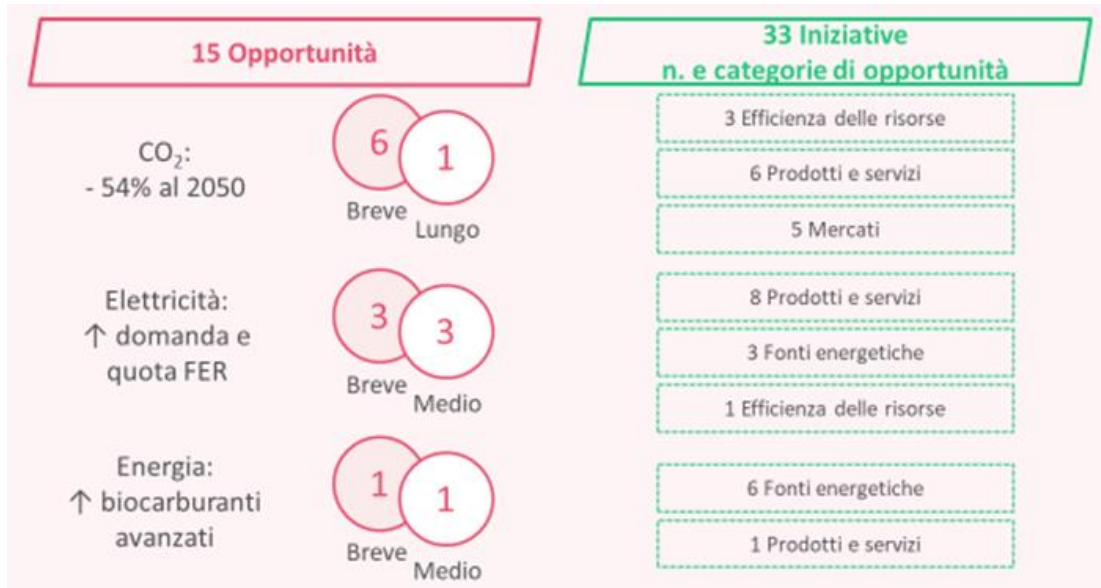 15 Opportunità
33 Iniziative
n. e categorie di opportunità
CO₂:
- 54% al 2050
6
1
Breve
Lungo
3 Efficienza delle risorse
6 Prodotti e servizi
5 Mercati
Elettricità:
↑ domanda e
quota FER
3
3
Breve
Medio
8 Prodotti e servizi
3 Fonti energetiche
1 Efficienza delle risorse
Energia:
↑ biocarburanti
avanzati
1
1
Breve
Medio
6 Fonti energetiche
1 Prodotti e servizi